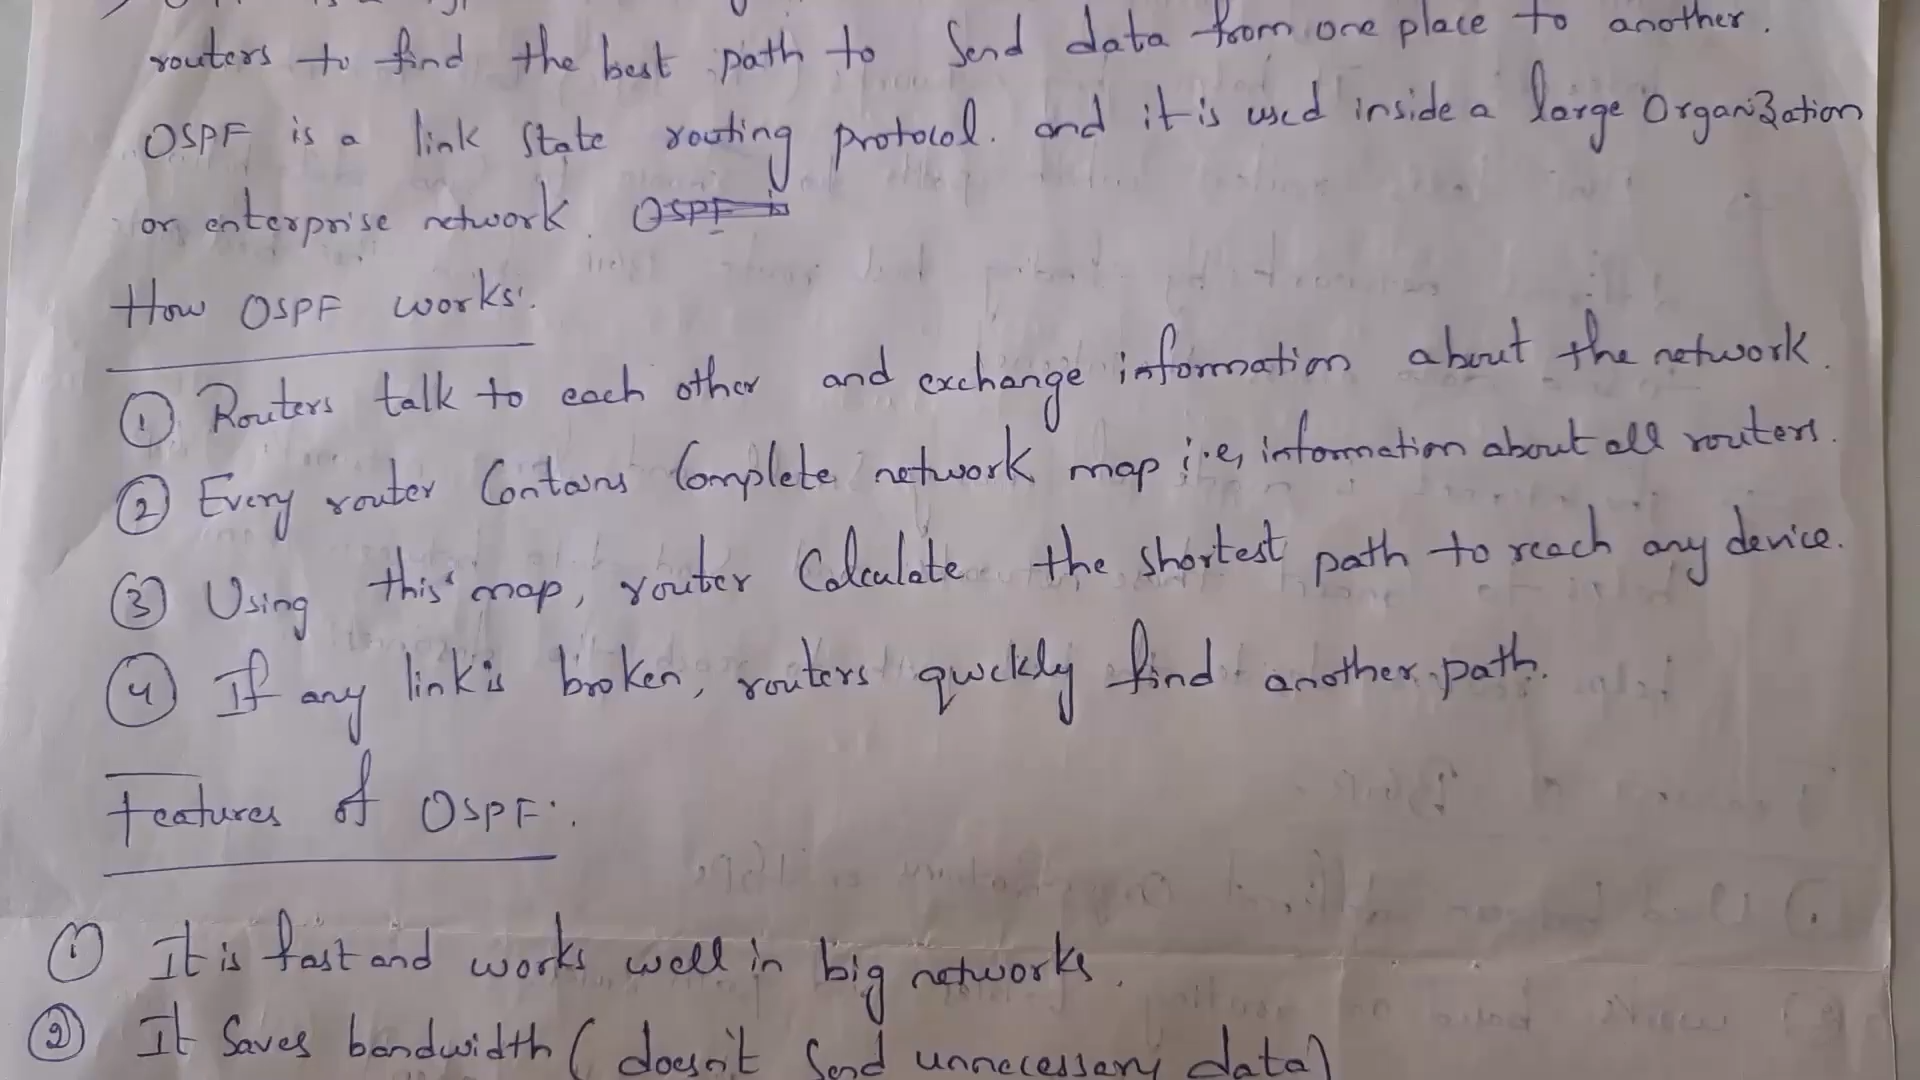 routers to find the best path to Send data from one place to another.
OSPF is a link State routing protocol. and it is used inside a large Organization
or enterprise network. OSPF is
How OSPF works:
① Routers talk to each other and exchange information about the network.
② Every router Contains Complete network map i.e, information about all routers.
③ Using this map, router Calculate the shortest path to reach any device.
④ If any link is broken, routers quickly find another path.
Features of OSPF:
① It is fast and works well in big networks.
② It Saves bandwidth (doesn't Send unnecessary data)